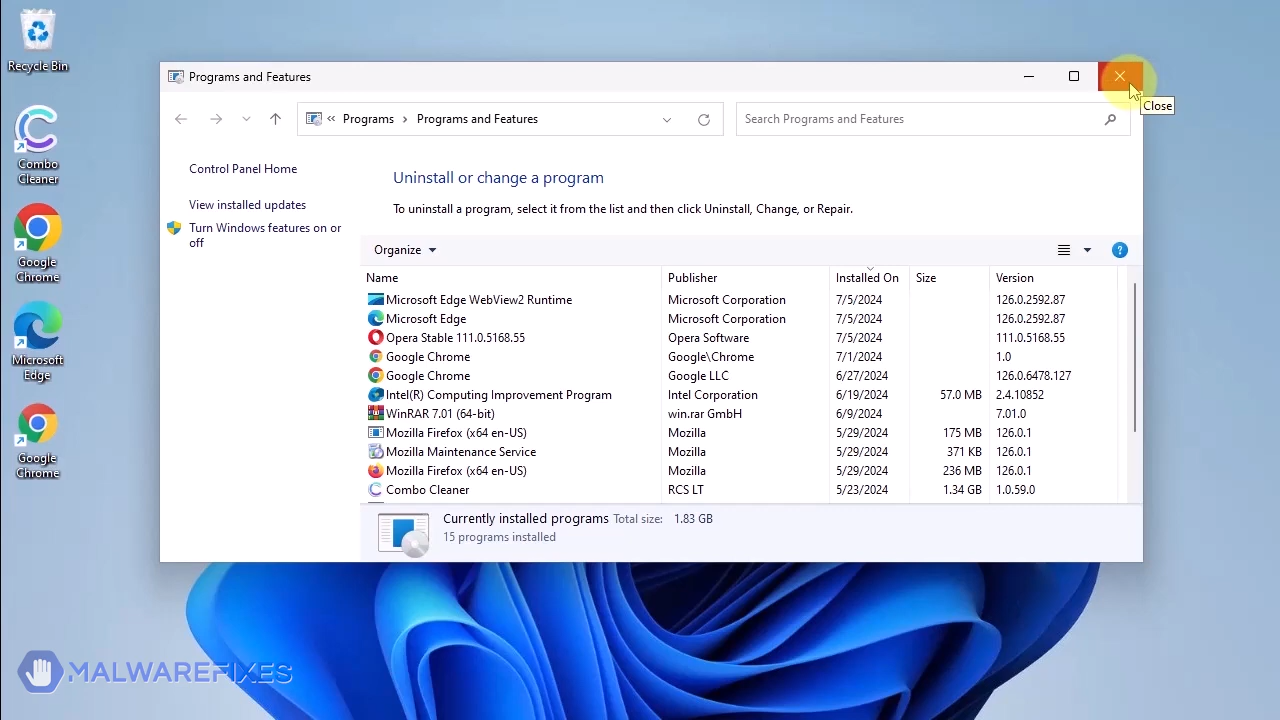 Recycle Bin
Combo
Cleaner
Google
Chrome
Microsoft
Edge
Google
Chrome
Programs and Features
Close
Programs
Programs and Features
Search Programs and Features
Control Panel Home
View installed updates
Turn Windows features on or
off
Uninstall or change a program
To uninstall a program, select it from the list and then click Uninstall, Change, or Repair.
Organize
Name Publisher Installed On Size Version
Microsoft Edge WebView2 Runtime Microsoft Corporation 7/5/2024 126.0.2592.87
Microsoft Edge Microsoft Corporation 7/5/2024 126.0.2592.87
Opera Stable 111.0.5168.55 Opera Software 7/5/2024 111.0.5168.55
Google Chrome Google\Chrome 7/1/2024 1.0
Google Chrome Google LLC 6/27/2024 126.0.6478.127
Intel(R) Computing Improvement Program Intel Corporation 6/19/2024 57.0 MB 2.4.10852
WinRAR 7.01 (64-bit) win.rar GmbH 6/9/2024 7.01.0
Mozilla Firefox (x64 en-US) Mozilla 5/29/2024 175 MB 126.0.1
Mozilla Maintenance Service Mozilla 5/29/2024 371 KB 126.0.1
Mozilla Firefox (x64 en-US) Mozilla 5/29/2024 236 MB 126.0.1
Combo Cleaner RCS LT 5/23/2024 1.34 GB 1.0.59.0
Currently installed programs Total size: 1.83 GB
15 programs installed
MALWAREFIXES